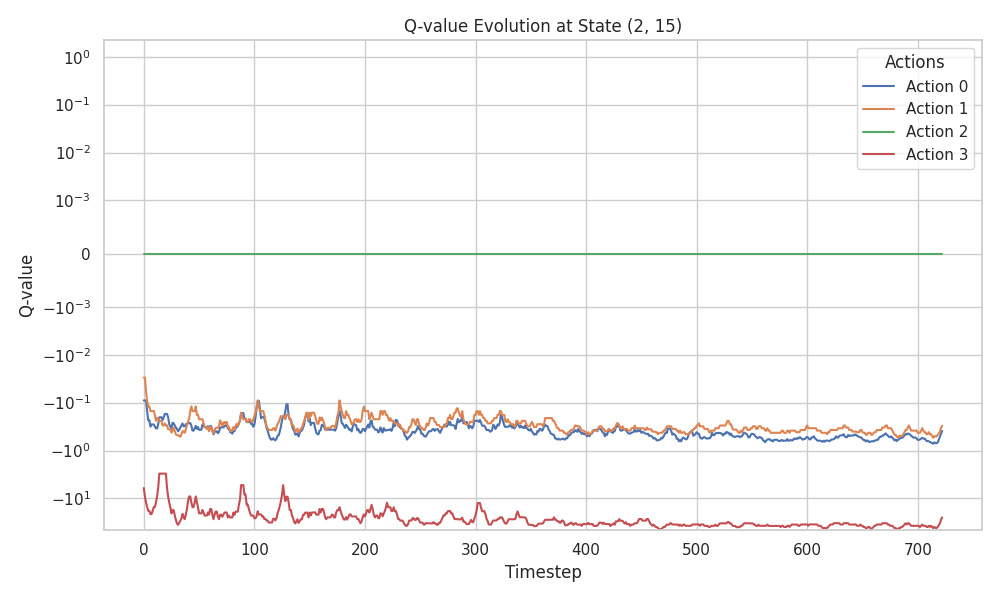 Q-value Evolution at State (2, 15)
Actions
Action 0
Action 1
Action 2
Action 3
Q-value
10⁰
10⁻¹
10⁻²
10⁻³
0
−10⁻³
−10⁻²
−10⁻¹
−10⁰
−10¹
0 100 200 300 400 500 600 700
Timestep